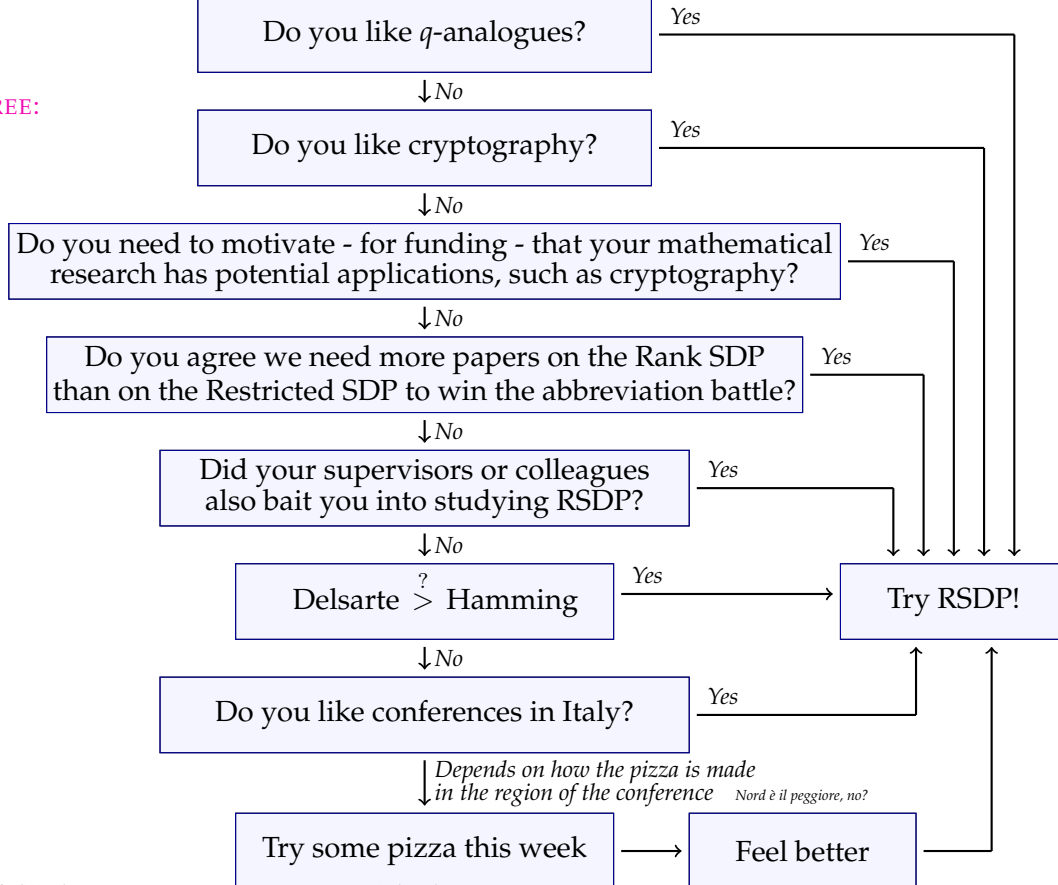 Do you like q-analogues?
Yes
No
REE:
Do you like cryptography?
Yes
No
Do you need to motivate - for funding - that your mathematical
research has potential applications, such as cryptography?
Yes
No
Do you agree we need more papers on the Rank SDP
than on the Restricted SDP to win the abbreviation battle?
Yes
No
Did your supervisors or colleagues
also bait you into studying RSDP?
Yes
No
?
Delsarte > Hamming
Yes
Try RSDP!
No
Do you like conferences in Italy?
Yes
Depends on how the pizza is made
in the region of the conference Nord è il peggiore, no?
Try some pizza this week
Feel better